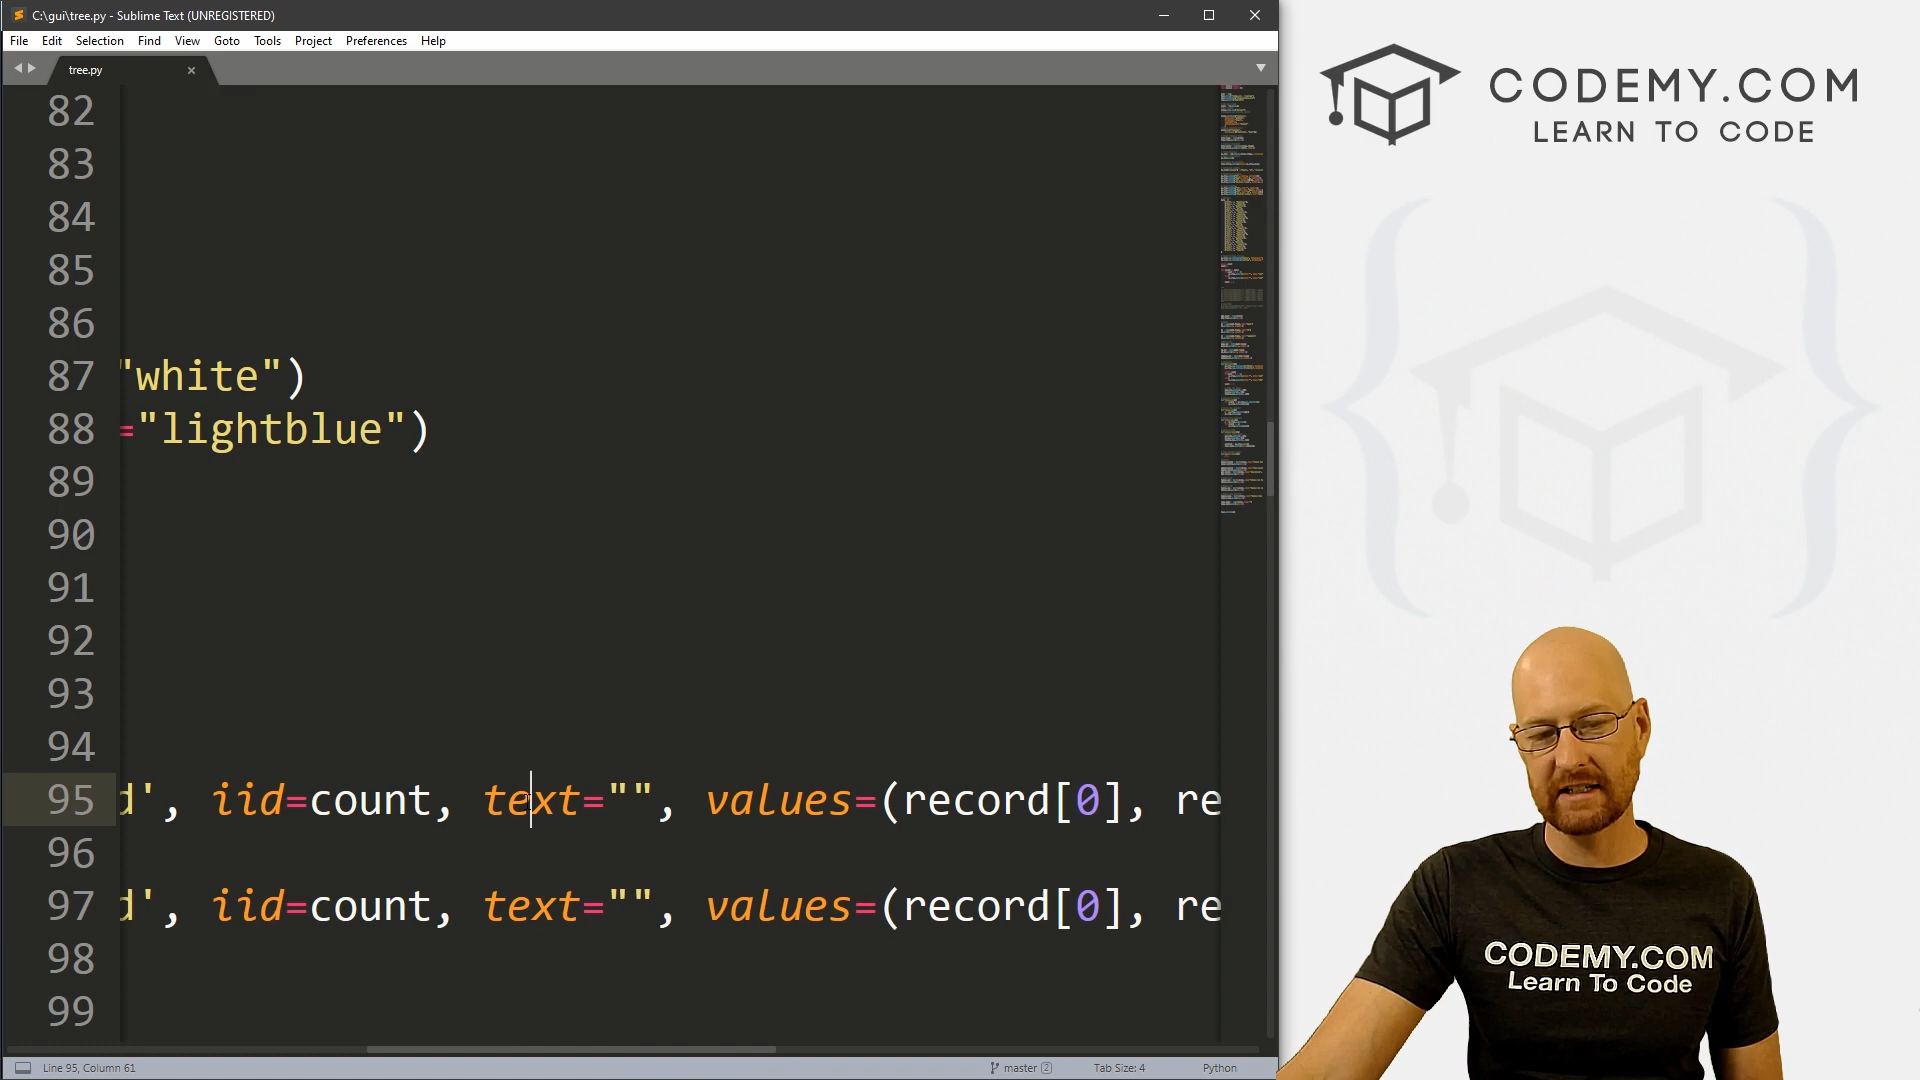 C:\gui\tree.py - Sublime Text (UNREGISTERED)
File Edit Selection Find View Goto Tools Project Preferences Help
tree.py
82
83
84
85
86
87 "white")
88 ="lightblue")
89
90
91
92
93
94
95 d', iid=count, text="", values=(record[0], re
96
97 d', iid=count, text="", values=(record[0], re
98
99
Line 95, Column 61
master 2
Tab Size: 4
Python
CODEMY.COM
LEARN TO CODE
CODEMY.COM
Learn To Code